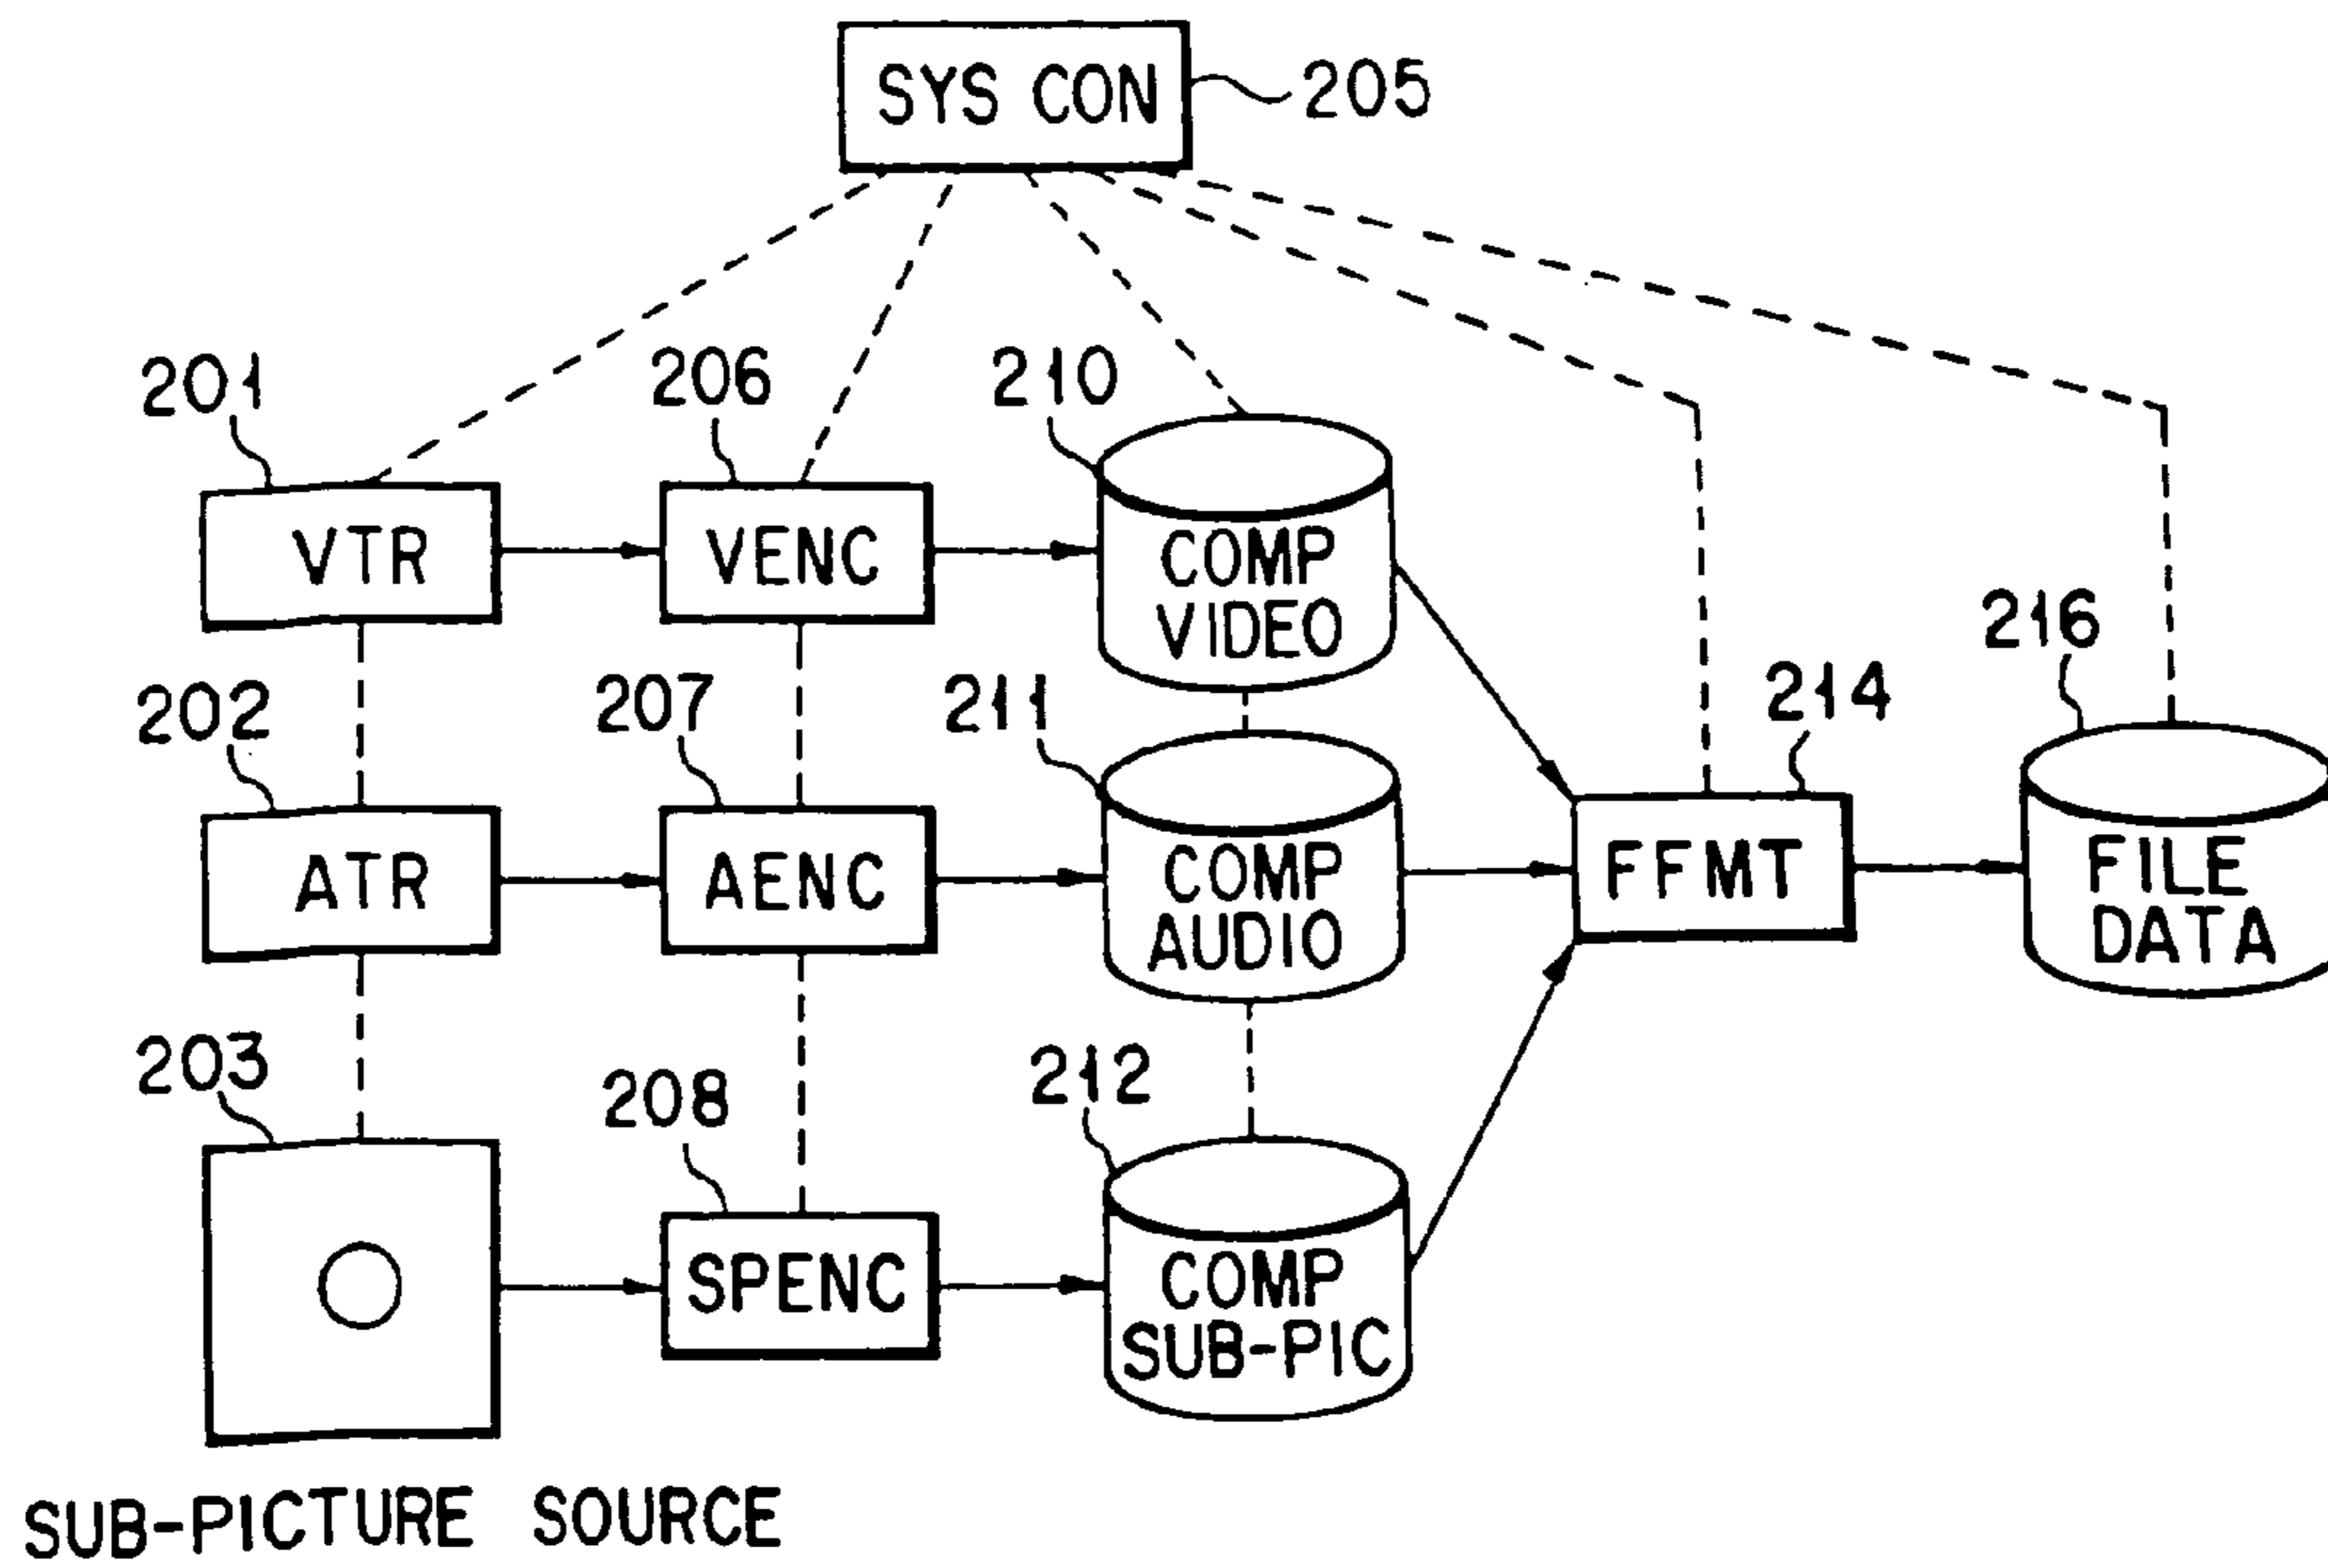 SYS CON
205
201
206
210
VTR
VENC
COMP
VIDEO
202
207
211
214
216
ATR
AENC
COMP
AUDIO
FFMT
FILE
DATA
203
208
212
SPENC
COMP
SUB-PIC
SUB-PICTURE SOURCE